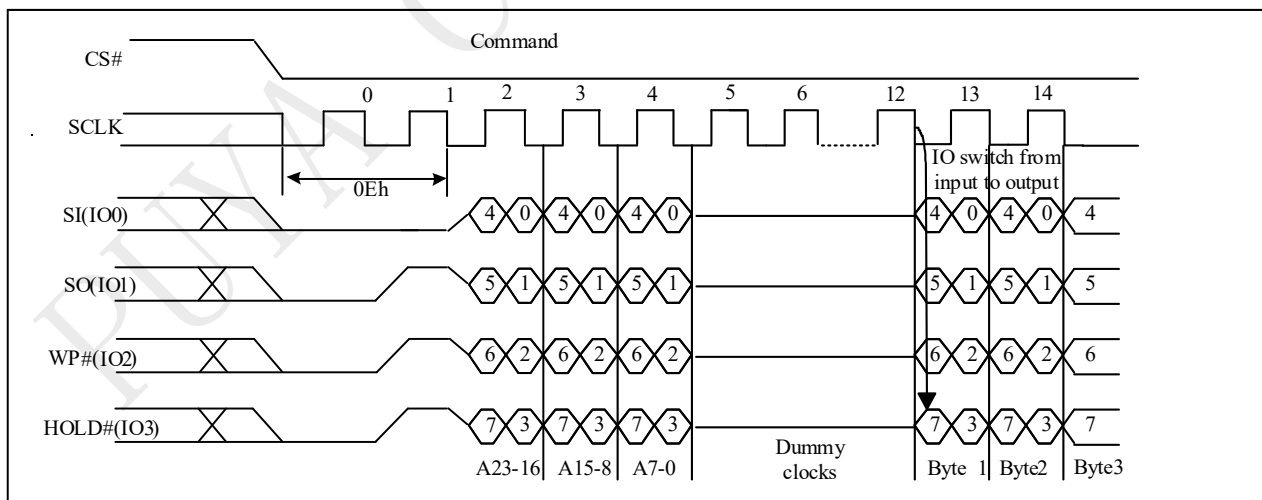 PUYA
Command
CS#
0 1 2 3 4 5 6 12 13 14
SCLK
IO switch from
input to output
0Eh
SI(IO0) 4 0 4 0 4 0 4 0 4 0 4
SO(IO1) 5 1 5 1 5 1 5 1 5 1 5
WP#(IO2) 6 2 6 2 6 2 6 2 6 2 6
HOLD#(IO3) 7 3 7 3 7 3 7 3 7 3 7
A23-16 A15-8 A7-0
Dummy
clocks
Byte 1 Byte2 Byte3